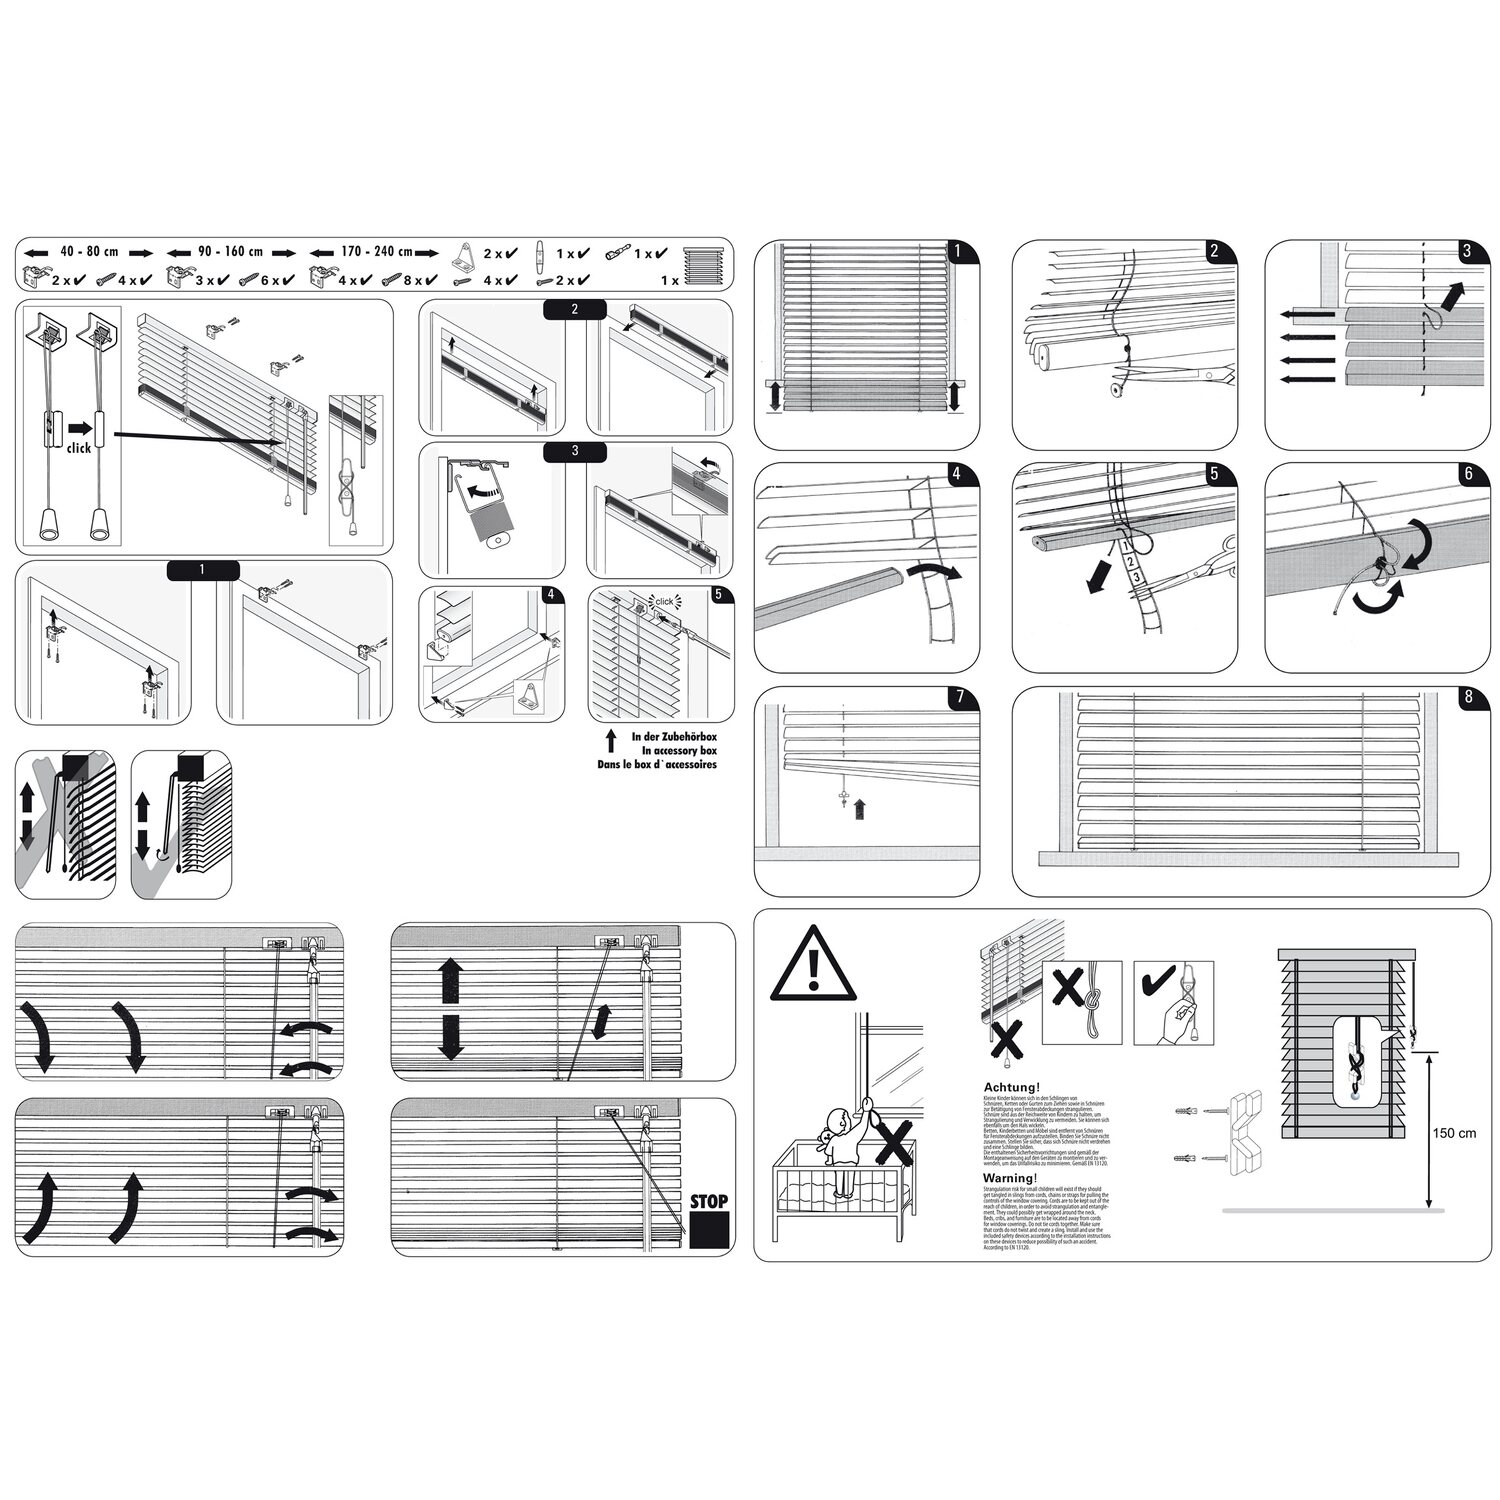 40 - 80 cm
90 - 160 cm
170 - 240 cm
2 x✔ 4 x✔
3 x✔ 6 x✔
4 x✔ 8 x✔
2 x✔ 1 x✔ 1 x✔
4 x✔ 2 x✔ 1 x
click
1
2
3
4
5
click
In der Zubehörbox
In accessory box
Dans le box d`accessoires
STOP
1
2
3
4
5
1
2
3
6
7
8
!
Achtung!
Kleine Kinder können sich in den Schlingen von
Schnüren, Ketten oder Gurten zum Ziehen sowie in Schnüren
zur Betätigung von Fensterabdeckungen strangulieren.
Schnüre sind aus der Reichweite von Kindern zu halten, um
Strangulierung und Verwicklung zu vermeiden. Sie können sich
ebenfalls um den Hals wickeln.
Betten, Kinderbetten und Möbel sind entfernt von Schnüren
für Fensterabdeckungen aufzustellen. Binden Sie Schnüre nicht
zusammen. Stellen Sie sicher, dass sich Schnüre nicht verdrehen
und eine Schlinge bilden.
Die enthaltenen Sicherheitsvorrichtungen sind gemäß der
Montageanweisung auf den Geräten zu montieren und zu ver-
wenden, um das Unfallrisiko zu minimieren. Gemäß EN 13120.
Warning!
Strangulation risk for small children will exist if they should
get tangled in slings from cords, chains or straps for pulling the
controls of the window covering. Cords are to be kept out of the
reach of children, in order to avoid strangulation and entangle-
ment. They could possibly get wrapped around the neck.
Beds, cribs, and furniture are to be located away from cords
for window coverings. Do not tie cords together. Make sure
that cords do not twist and create a sling. Install and use the
included safety devices according to the installation instructions
on these devices to reduce possibility of such an accident.
According to EN 13120.
150 cm